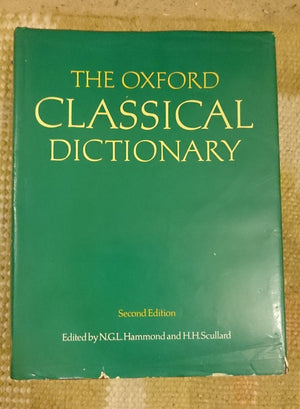 THE OXFORD
CLASSICAL
DICTIONARY
Second Edition
Edited by N.G.L. Hammond and H.H. Scullard